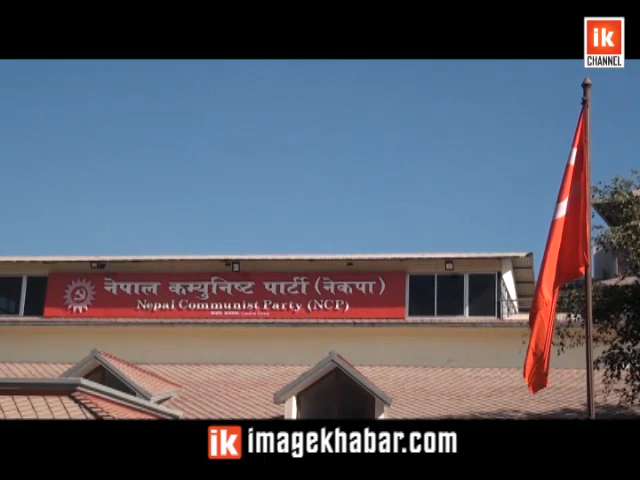 ik
CHANNEL
नेपाल कम्युनिष्ट पार्टी (नेकपा)
Nepal Communist Party (NCP)
ik imagekhabar.com